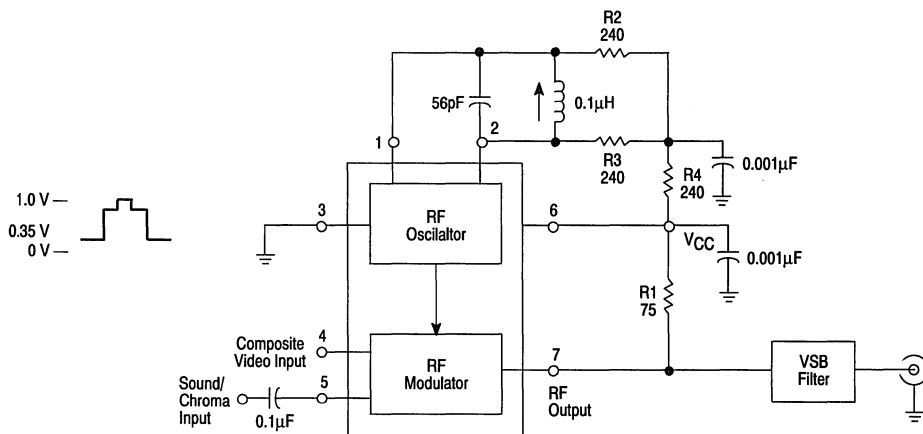 R2
240
56pF
0.1μH
1
2
R3
240
0.001μF
R4
240
1.0 V
0.35 V
0 V
3
RF
Oscilaltor
6
VCC
0.001μF
R1
75
Composite
Video Input
4
RF
Modulator
7
RF
Output
VSB
Filter
Sound/
Chroma
Input
0.1μF
5